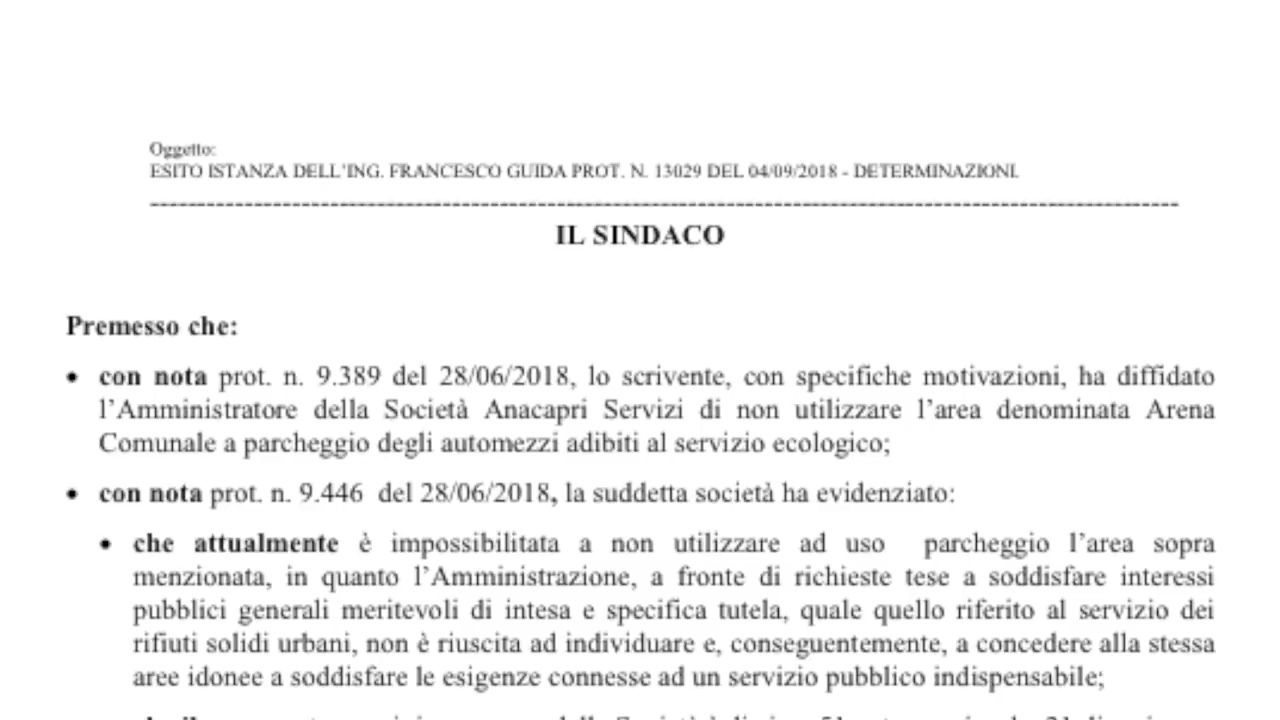 Oggetto:
ESITO ISTANZA DELL'ING. FRANCESCO GUIDA PROT. N. 13029 DEL 04/09/2018 - DETERMINAZIONI.
IL SINDACO
Premesso che:
• con nota prot. n. 9.389 del 28/06/2018, lo scrivente, con specifiche motivazioni, ha diffidato
l'Amministratore della Società Anacapri Servizi di non utilizzare l'area denominata Arena
Comunale a parcheggio degli automezzi adibiti al servizio ecologico;
• con nota prot. n. 9.446 del 28/06/2018, la suddetta società ha evidenziato:
• che attualmente è impossibilitata a non utilizzare ad uso parcheggio l'area sopra
menzionata, in quanto l'Amministrazione, a fronte di richieste tese a soddisfare interessi
pubblici generali meritevoli di intesa e specifica tutela, quale quello riferito al servizio dei
rifiuti solidi urbani, non è riuscita ad individuare e, conseguentemente, a concedere alla stessa
aree idonee a soddisfare le esigenze connesse ad un servizio pubblico indispensabile;